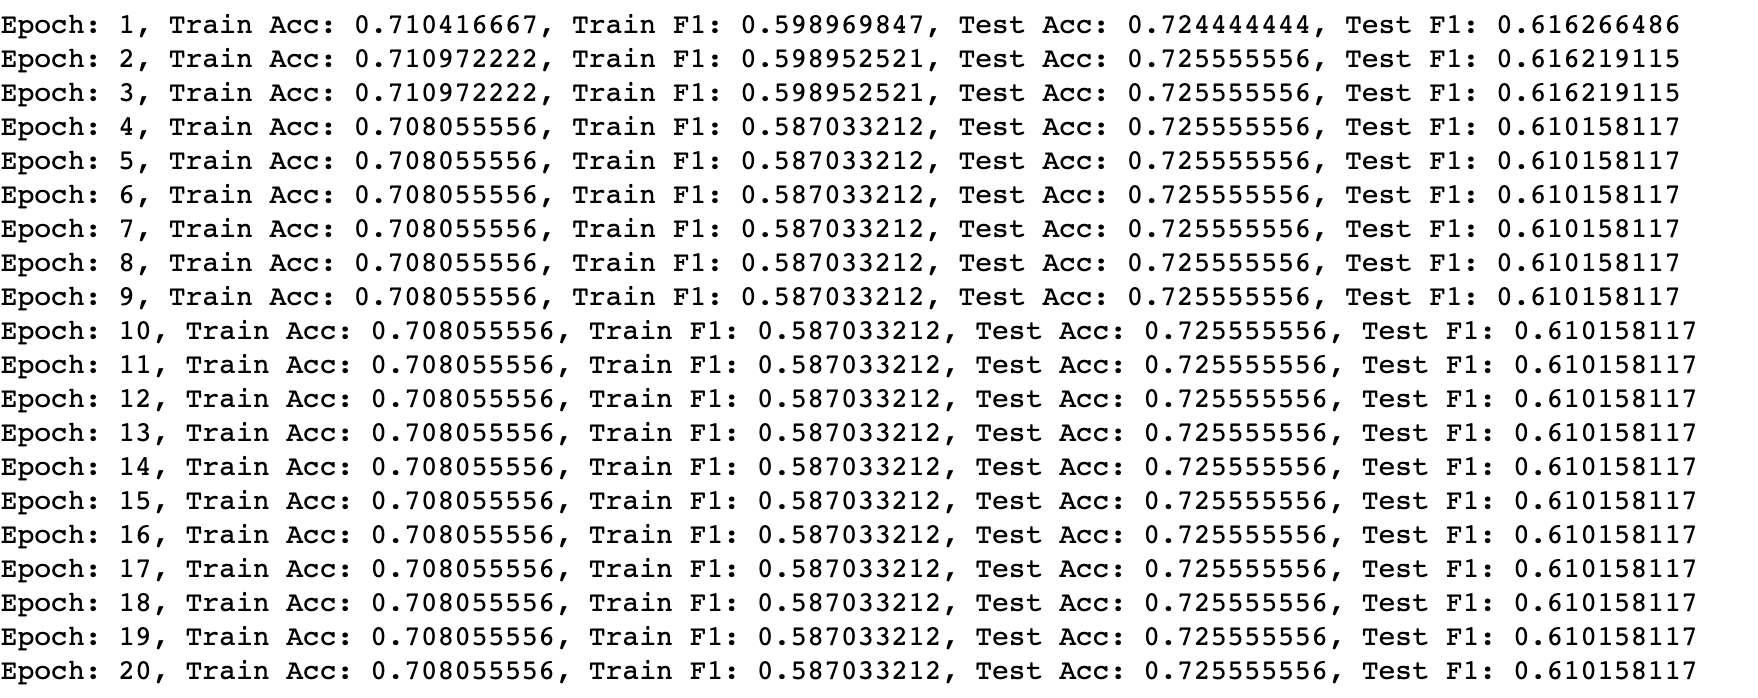 Epoch: 1, Train Acc: 0.710416667, Train F1: 0.598969847, Test Acc: 0.724444444, Test F1: 0.616266486
Epoch: 2, Train Acc: 0.710972222, Train F1: 0.598952521, Test Acc: 0.725555556, Test F1: 0.616219115
Epoch: 3, Train Acc: 0.710972222, Train F1: 0.598952521, Test Acc: 0.725555556, Test F1: 0.616219115
Epoch: 4, Train Acc: 0.708055556, Train F1: 0.587033212, Test Acc: 0.725555556, Test F1: 0.610158117
Epoch: 5, Train Acc: 0.708055556, Train F1: 0.587033212, Test Acc: 0.725555556, Test F1: 0.610158117
Epoch: 6, Train Acc: 0.708055556, Train F1: 0.587033212, Test Acc: 0.725555556, Test F1: 0.610158117
Epoch: 7, Train Acc: 0.708055556, Train F1: 0.587033212, Test Acc: 0.725555556, Test F1: 0.610158117
Epoch: 8, Train Acc: 0.708055556, Train F1: 0.587033212, Test Acc: 0.725555556, Test F1: 0.610158117
Epoch: 9, Train Acc: 0.708055556, Train F1: 0.587033212, Test Acc: 0.725555556, Test F1: 0.610158117
Epoch: 10, Train Acc: 0.708055556, Train F1: 0.587033212, Test Acc: 0.725555556, Test F1: 0.610158117
Epoch: 11, Train Acc: 0.708055556, Train F1: 0.587033212, Test Acc: 0.725555556, Test F1: 0.610158117
Epoch: 12, Train Acc: 0.708055556, Train F1: 0.587033212, Test Acc: 0.725555556, Test F1: 0.610158117
Epoch: 13, Train Acc: 0.708055556, Train F1: 0.587033212, Test Acc: 0.725555556, Test F1: 0.610158117
Epoch: 14, Train Acc: 0.708055556, Train F1: 0.587033212, Test Acc: 0.725555556, Test F1: 0.610158117
Epoch: 15, Train Acc: 0.708055556, Train F1: 0.587033212, Test Acc: 0.725555556, Test F1: 0.610158117
Epoch: 16, Train Acc: 0.708055556, Train F1: 0.587033212, Test Acc: 0.725555556, Test F1: 0.610158117
Epoch: 17, Train Acc: 0.708055556, Train F1: 0.587033212, Test Acc: 0.725555556, Test F1: 0.610158117
Epoch: 18, Train Acc: 0.708055556, Train F1: 0.587033212, Test Acc: 0.725555556, Test F1: 0.610158117
Epoch: 19, Train Acc: 0.708055556, Train F1: 0.587033212, Test Acc: 0.725555556, Test F1: 0.610158117
Epoch: 20, Train Acc: 0.708055556, Train F1: 0.587033212, Test Acc: 0.725555556, Test F1: 0.610158117